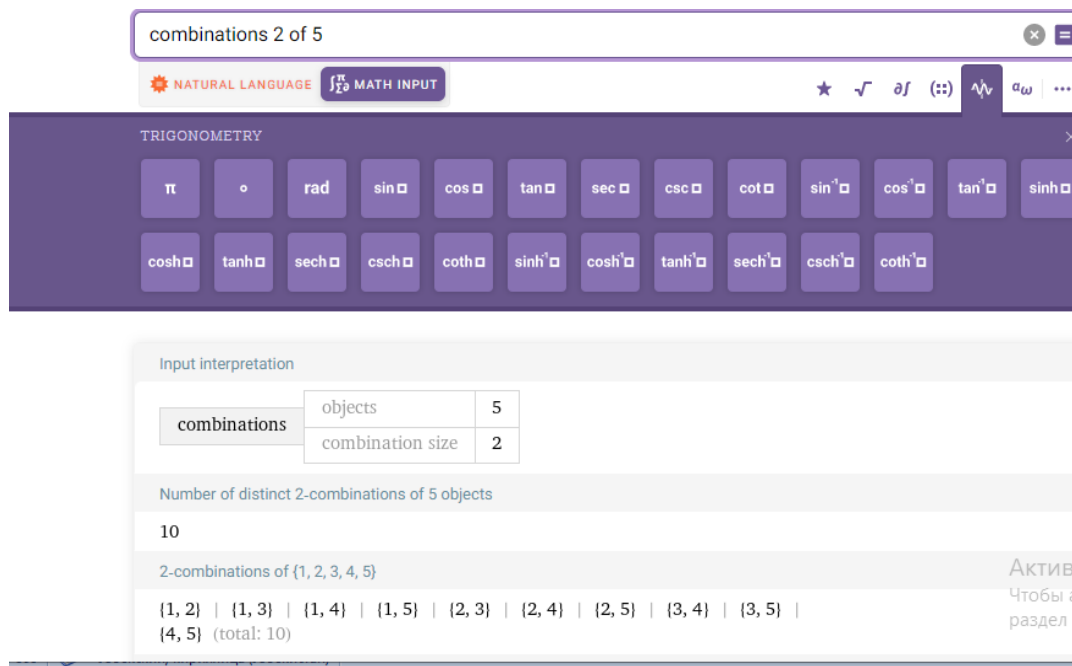 combinations 2 of 5
NATURAL LANGUAGE
MATH INPUT
TRIGONOMETRY
π ° rad sin cos tan sec csc cot sin⁻¹ cos⁻¹ tan⁻¹ sinh
cosh tanh sech csch coth sinh⁻¹ cosh⁻¹ tanh⁻¹ sech⁻¹ csch⁻¹ coth⁻¹
Input interpretation
combinations
objects 5
combination size 2
Number of distinct 2-combinations of 5 objects
10
2-combinations of {1, 2, 3, 4, 5}
{1, 2} | {1, 3} | {1, 4} | {1, 5} | {2, 3} | {2, 4} | {2, 5} | {3, 4} | {3, 5} |
{4, 5} (total: 10)
Актив
Чтобы а
раздел